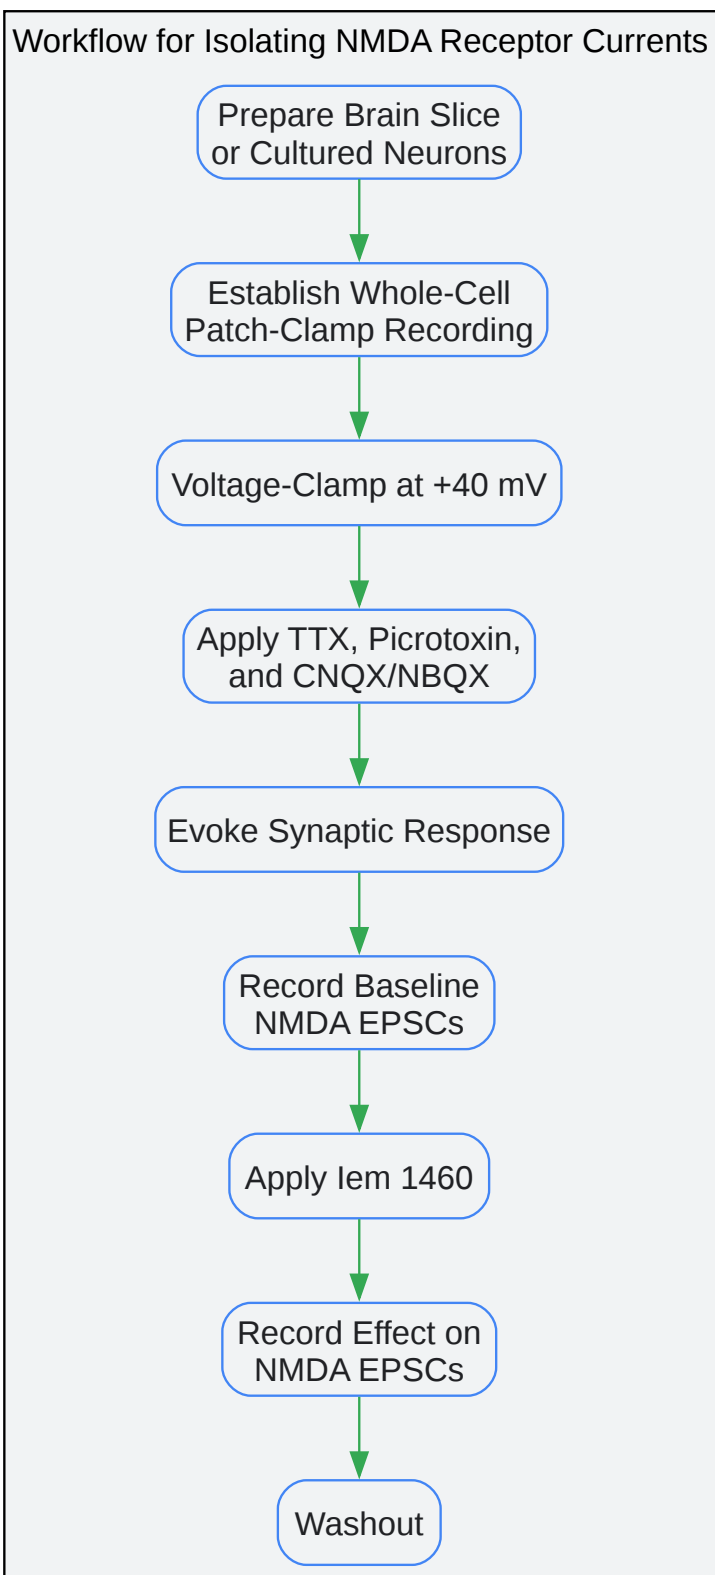 Workflow for Isolating NMDA Receptor Currents
Prepare Brain Slice
or Cultured Neurons
Establish Whole-Cell
Patch-Clamp Recording
Voltage-Clamp at +40 mV
Apply TTX, Picrotoxin,
and CNQX/NBQX
Evoke Synaptic Response
Record Baseline
NMDA EPSCs
Apply Iem 1460
Record Effect on
NMDA EPSCs
Washout